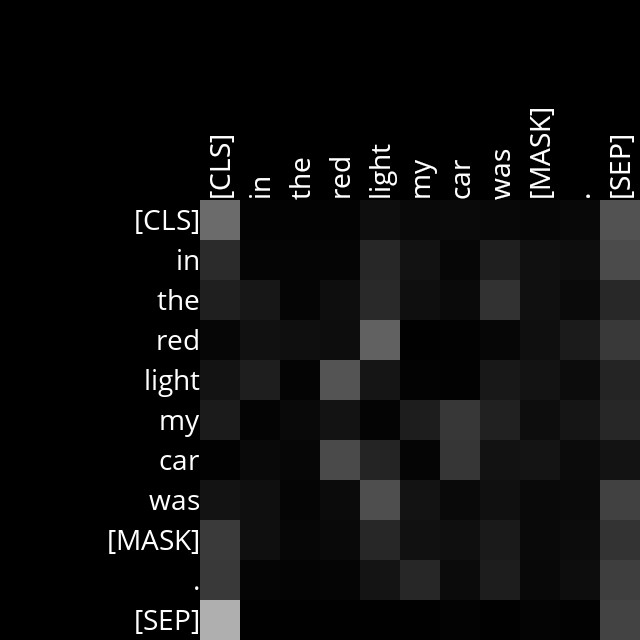 [CLS] in the red light my car was [MASK] . [SEP]
[CLS]
in
the
red
light
my
car
was
[MASK]
.
[SEP]